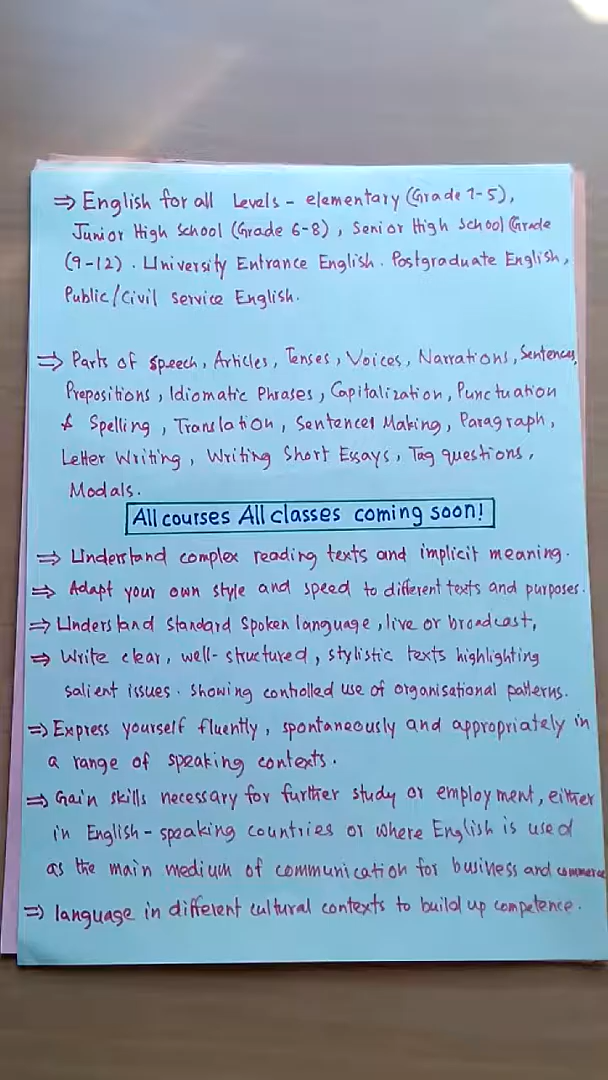 ⇒ English for all Levels - elementary (Grade 1-5),
Junior High School (Grade 6-8), Senior High School (Grade
(9-12). University Entrance English. Postgraduate English,
Public/Civil Service English.
⇒ Parts of Speech, Articles, Tenses, Voices, Narrations, Sentences,
Prepositions, Idiomatic Phrases, Capitalization, Punctuation
& Spelling, Translation, Sentences Making, Paragraph,
Letter Writing, Writing Short Essays, Tag questions,
Modals.
All courses All classes coming soon!
⇒ Understand complex reading texts and implicit meaning.
⇒ Adapt your own style and speed to different texts and purposes.
⇒ Understand standard spoken language, live or broadcast,
⇒ Write clear, well-structured, stylistic texts highlighting
salient issues. showing controlled use of organisational patterns.
⇒ Express yourself fluently, spontaneously and appropriately in
a range of speaking contexts.
⇒ Gain skills necessary for further study or employment, either
in English-speaking countries or where English is used
as the main medium of communication for business and commerce
⇒ language in different cultural contexts to build up competence.